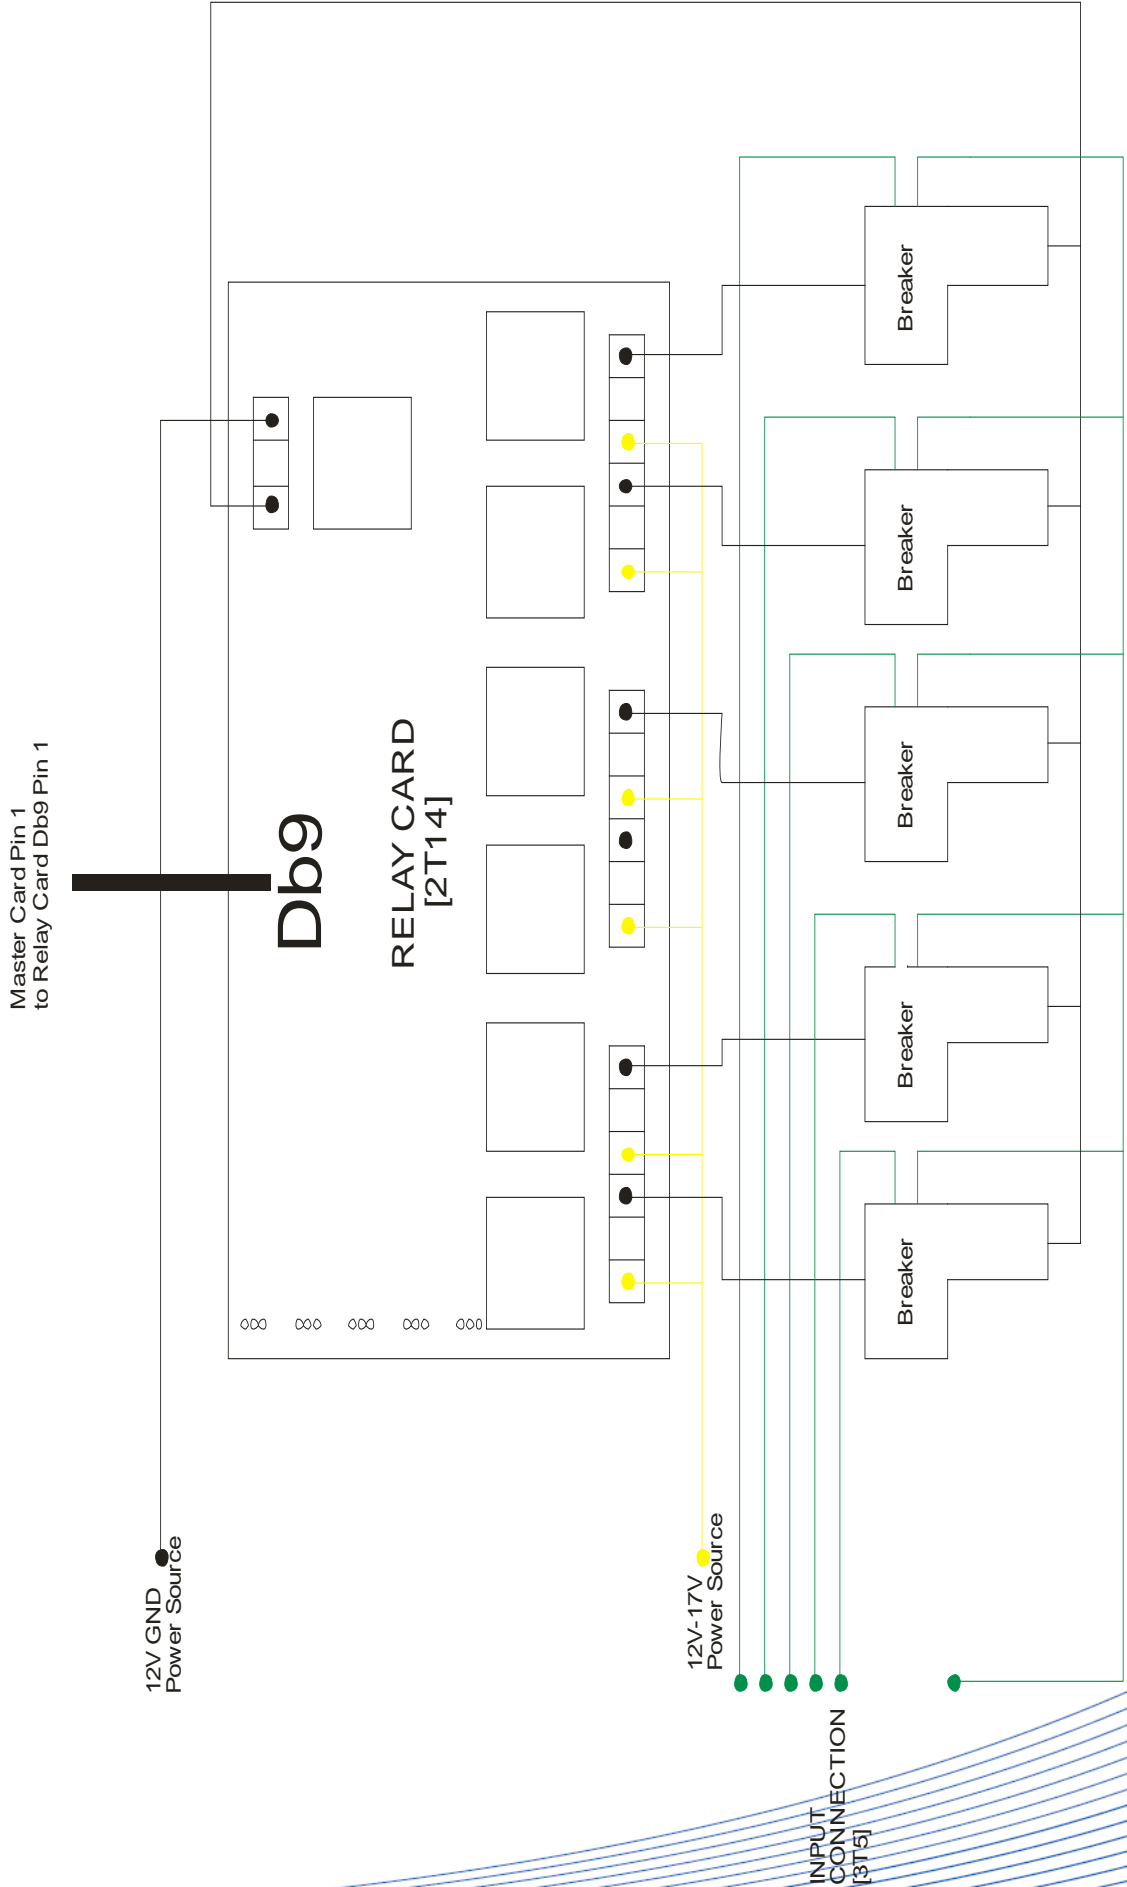 Master Card Pin 1
to Relay Card Db9 Pin 1
Db9
RELAY CARD
[2T14]
Breaker
Breaker
Breaker
Breaker
Breaker
12V GND
Power Source
12V-17V
Power Source
INPUT
CONNECTION
[3T5]